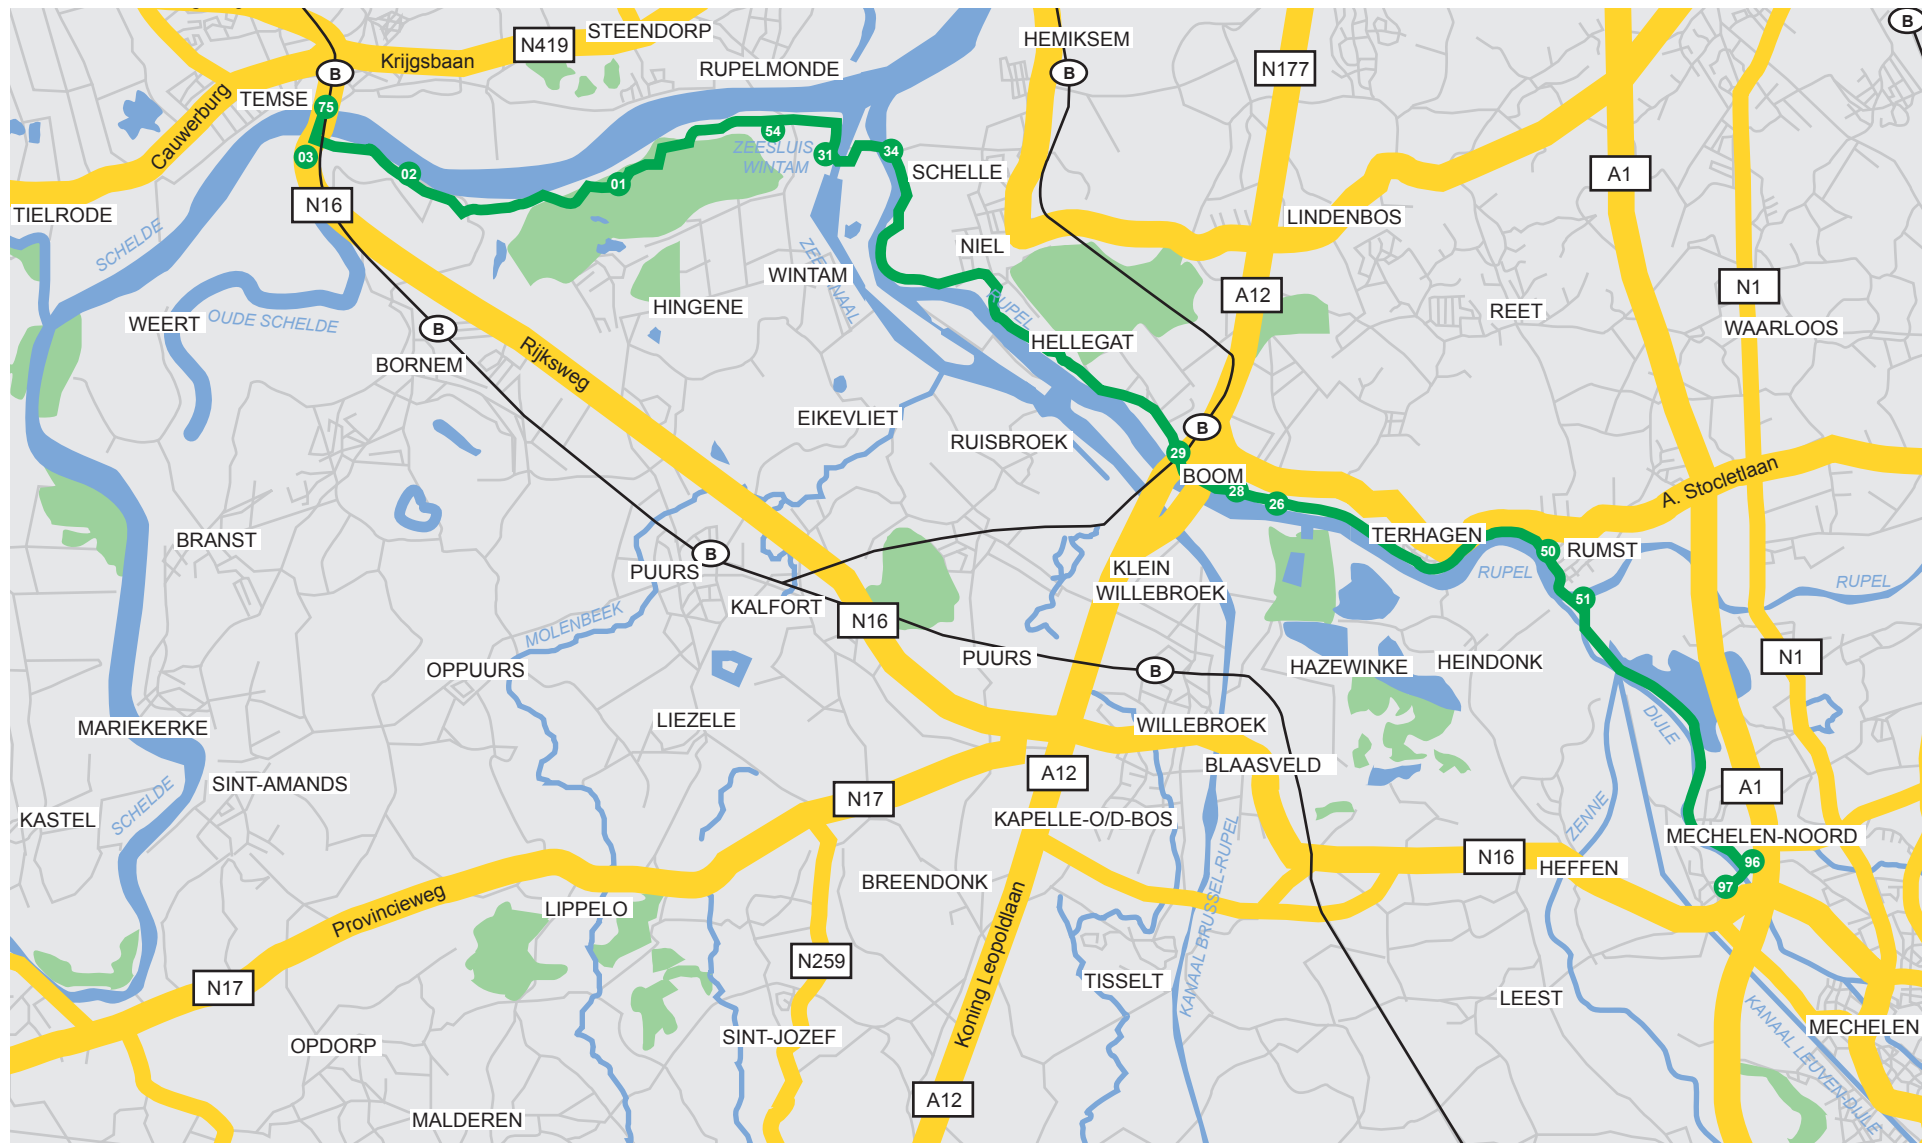 B
STEENDORP
HEMIKSEM
N419
Krijgsbaan
RUPELMONDE
B
B
N177
TEMSE
75
Cauwerburg
54
ZEESLUIS
WINTAM
03
31
34
SCHELLE
A1
02
01
N16
TIELRODE
LINDENBOS
SCHELDE
NIEL
ZEEKANAAL
WINTAM
A12
N1
HINGENE
RUPEL
REET
WEERT
OUDE SCHELDE
B
WAARLOOS
HELLEGAT
BORNEM
Rijksweg
EIKEVLIET
B
RUISBROEK
29
BOOM
A. Stocletlaan
28
26
BRANST
TERHAGEN
B
50
RUMST
PUURS
KLEIN
WILLEBROEK
RUPEL
RUPEL
51
KALFORT
MOLENBEEK
N16
PUURS
N1
OPPUURS
B
HAZEWINKE
HEINDONK
LIEZELE
DIJLE
MARIEKERKE
WILLEBROEK
BLAASVELD
A12
SINT-AMANDS
A1
N17
SCHELDE
KASTEL
KAPELLE-O/D-BOS
ZENNE
MECHELEN-NOORD
N16
96
HEFFEN
BREENDONK
97
KANAAL BRUSSEL-RUPEL
Provincieweg
LIPPELO
Koning Leopoldlaan
N259
TISSELT
N17
LEEST
KANAAL LEUVEN-DIJLE
MECHELEN
SINT-JOZEF
OPDORP
A12
MALDEREN